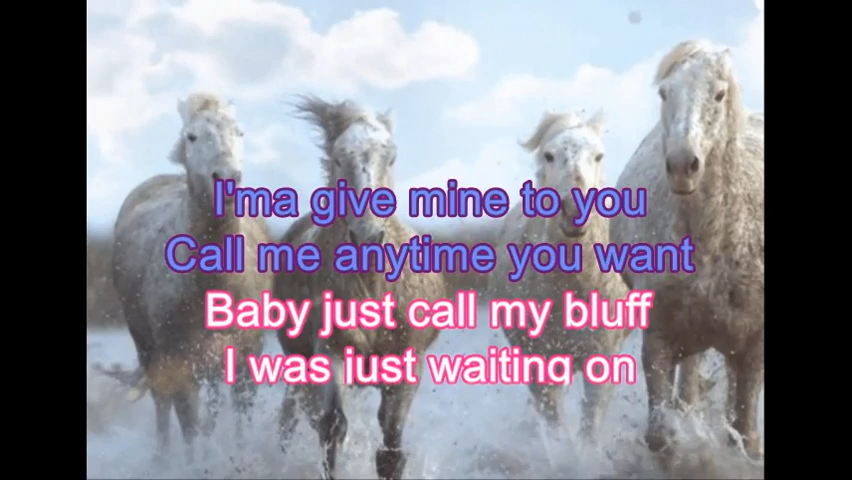 I'ma give mine to you
Call me anytime you want
Baby just call my bluff
I was just waiting on